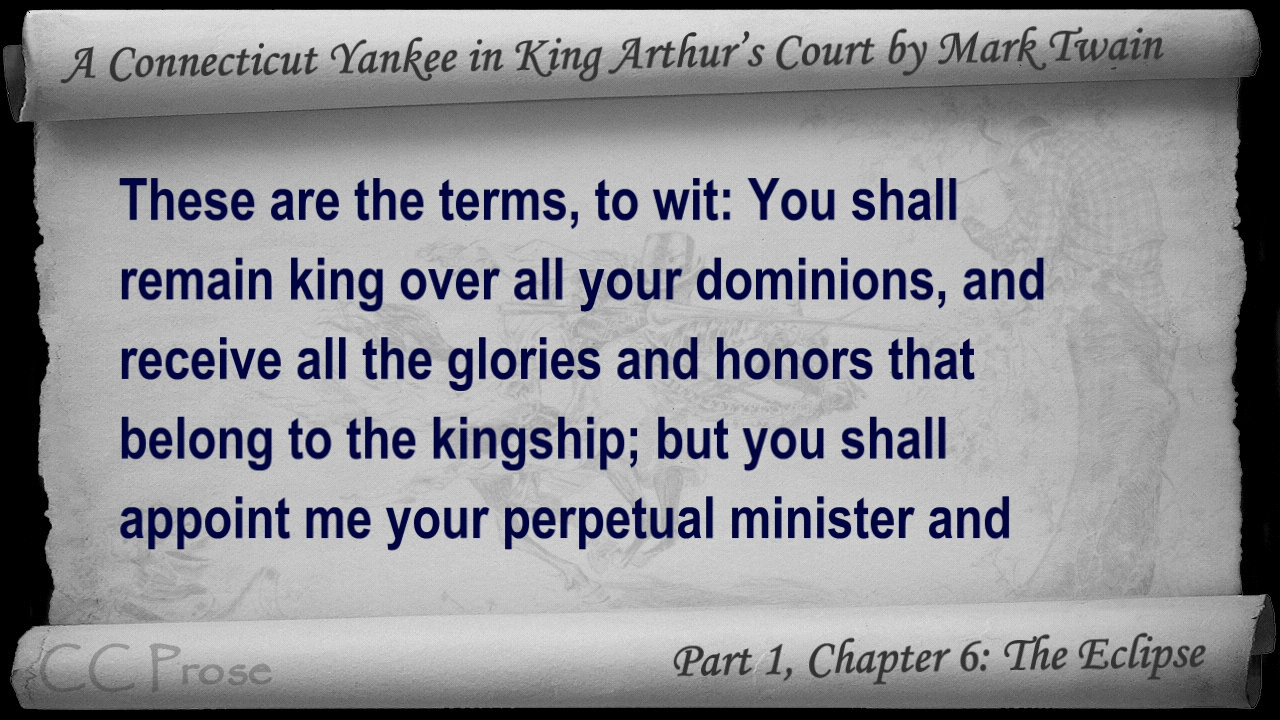 A Connecticut Yankee in King Arthur's Court by Mark Twain
These are the terms, to wit: You shall
remain king over all your dominions, and
receive all the glories and honors that
belong to the kingship; but you shall
appoint me your perpetual minister and
CC Prose
Part 1, Chapter 6: The Eclipse